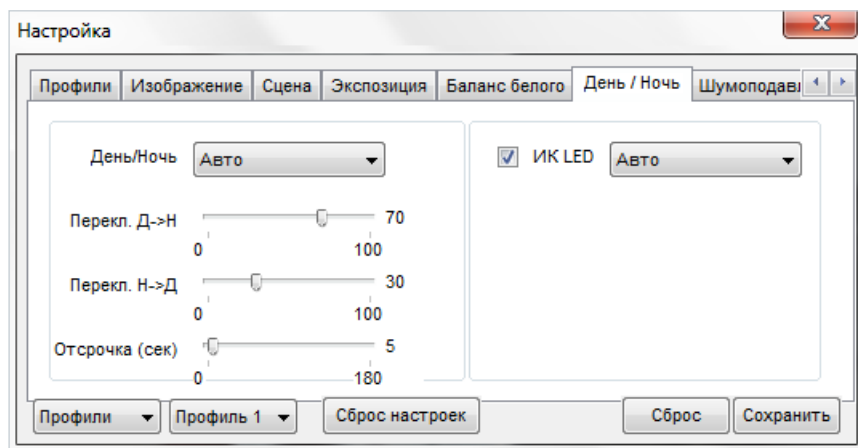 Настройка
Профили Изображение Сцена Экспозиция Баланс белого День / Ночь Шумоподавл
День/Ночь Авто ИК LED Авто
Перекл. Д->Н 70
0 100
Перекл. Н->Д 30
0 100
Отсрочка (сек) 5
0 180
Профили Профиль 1 Сброс настроек Сброс Сохранить